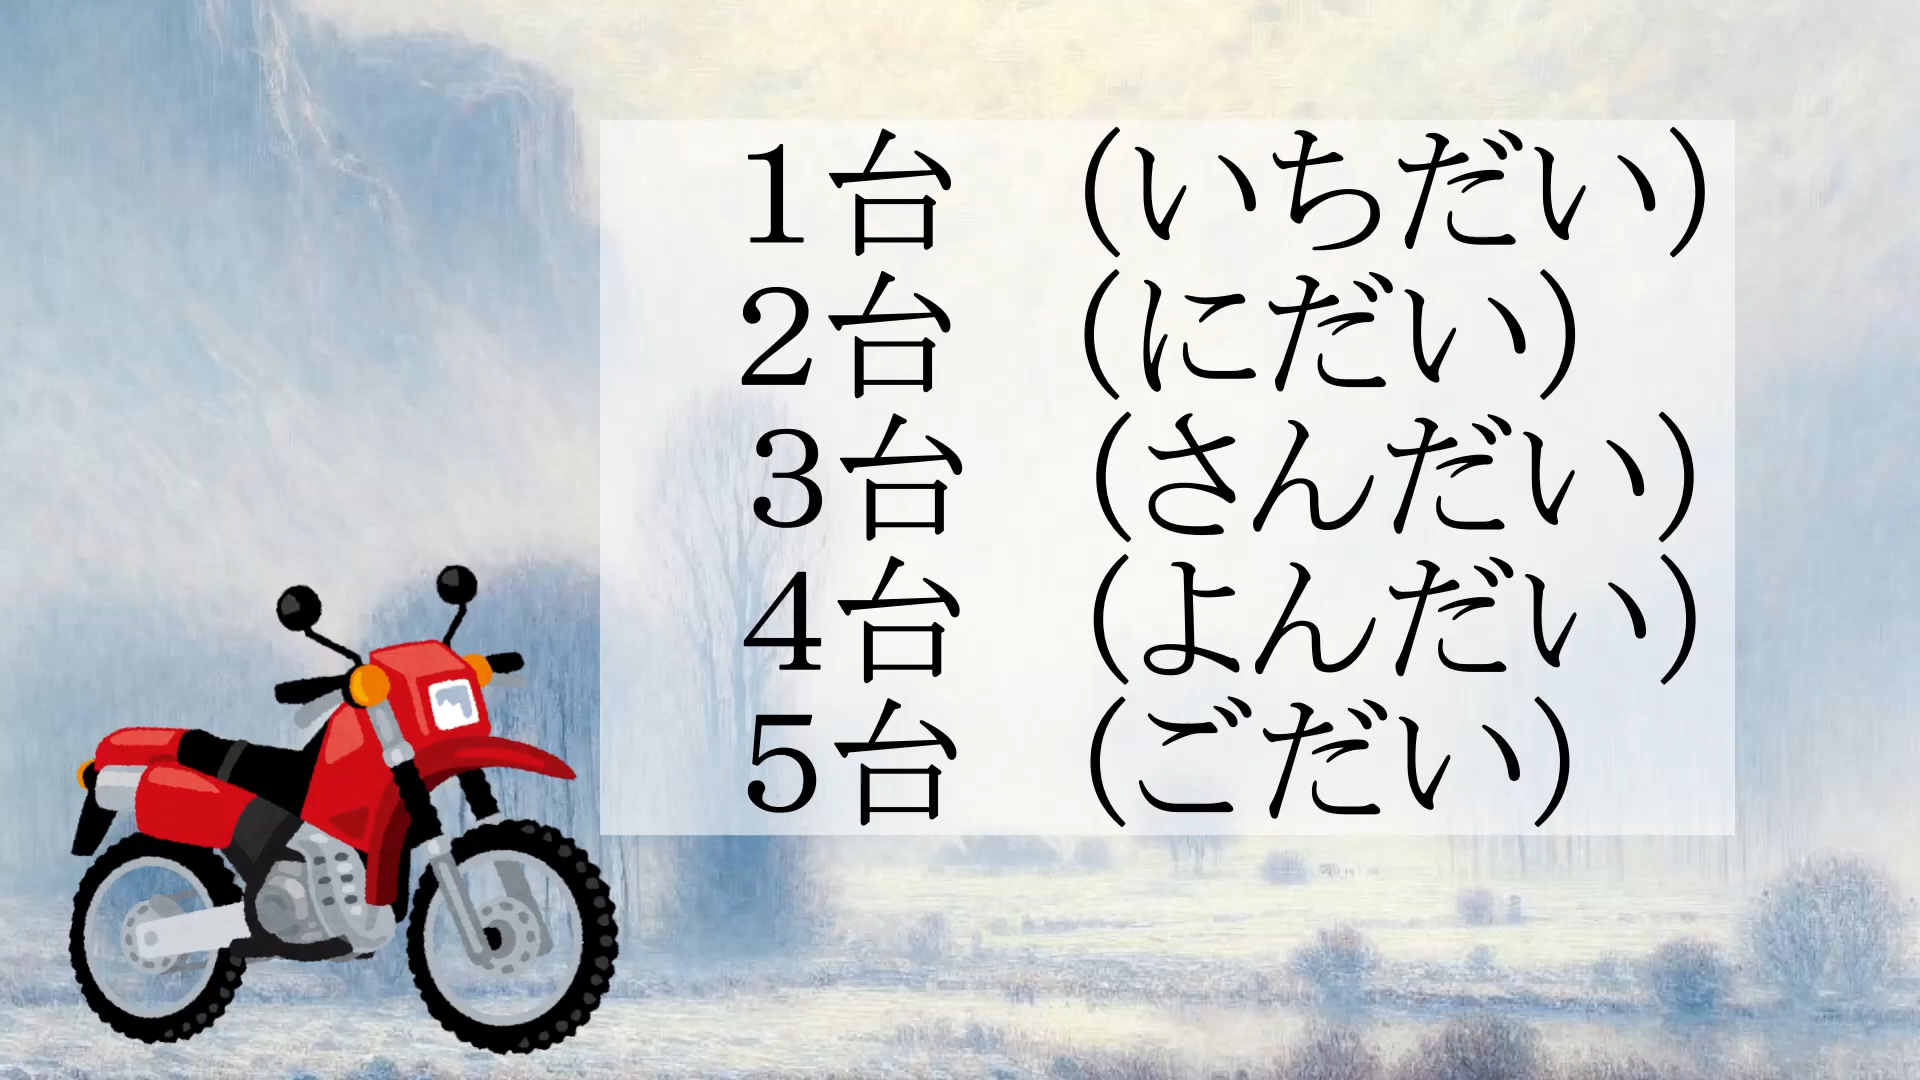 1台 (いちだい)
2台 (にだい)
3台 (さんだい)
4台 (よんだい)
5台 (ごだい)